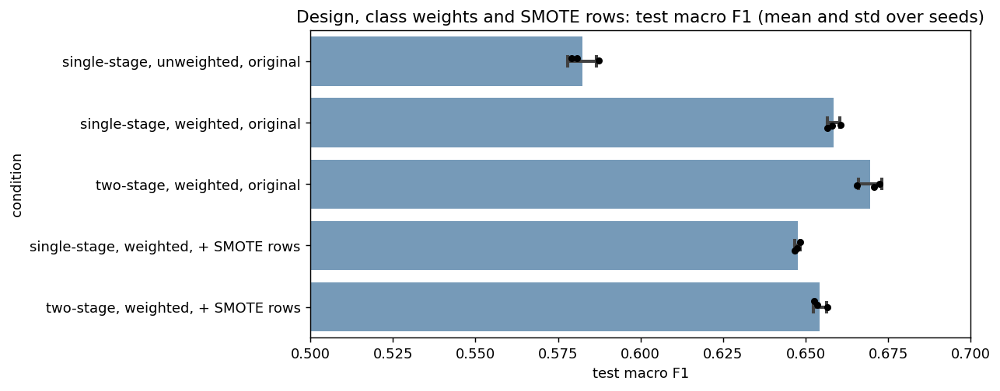 Design, class weights and SMOTE rows: test macro F1 (mean and std over seeds)
condition
single-stage, unweighted, original
single-stage, weighted, original
two-stage, weighted, original
single-stage, weighted, + SMOTE rows
two-stage, weighted, + SMOTE rows
0.500 0.525 0.550 0.575 0.600 0.625 0.650 0.675 0.700
test macro F1